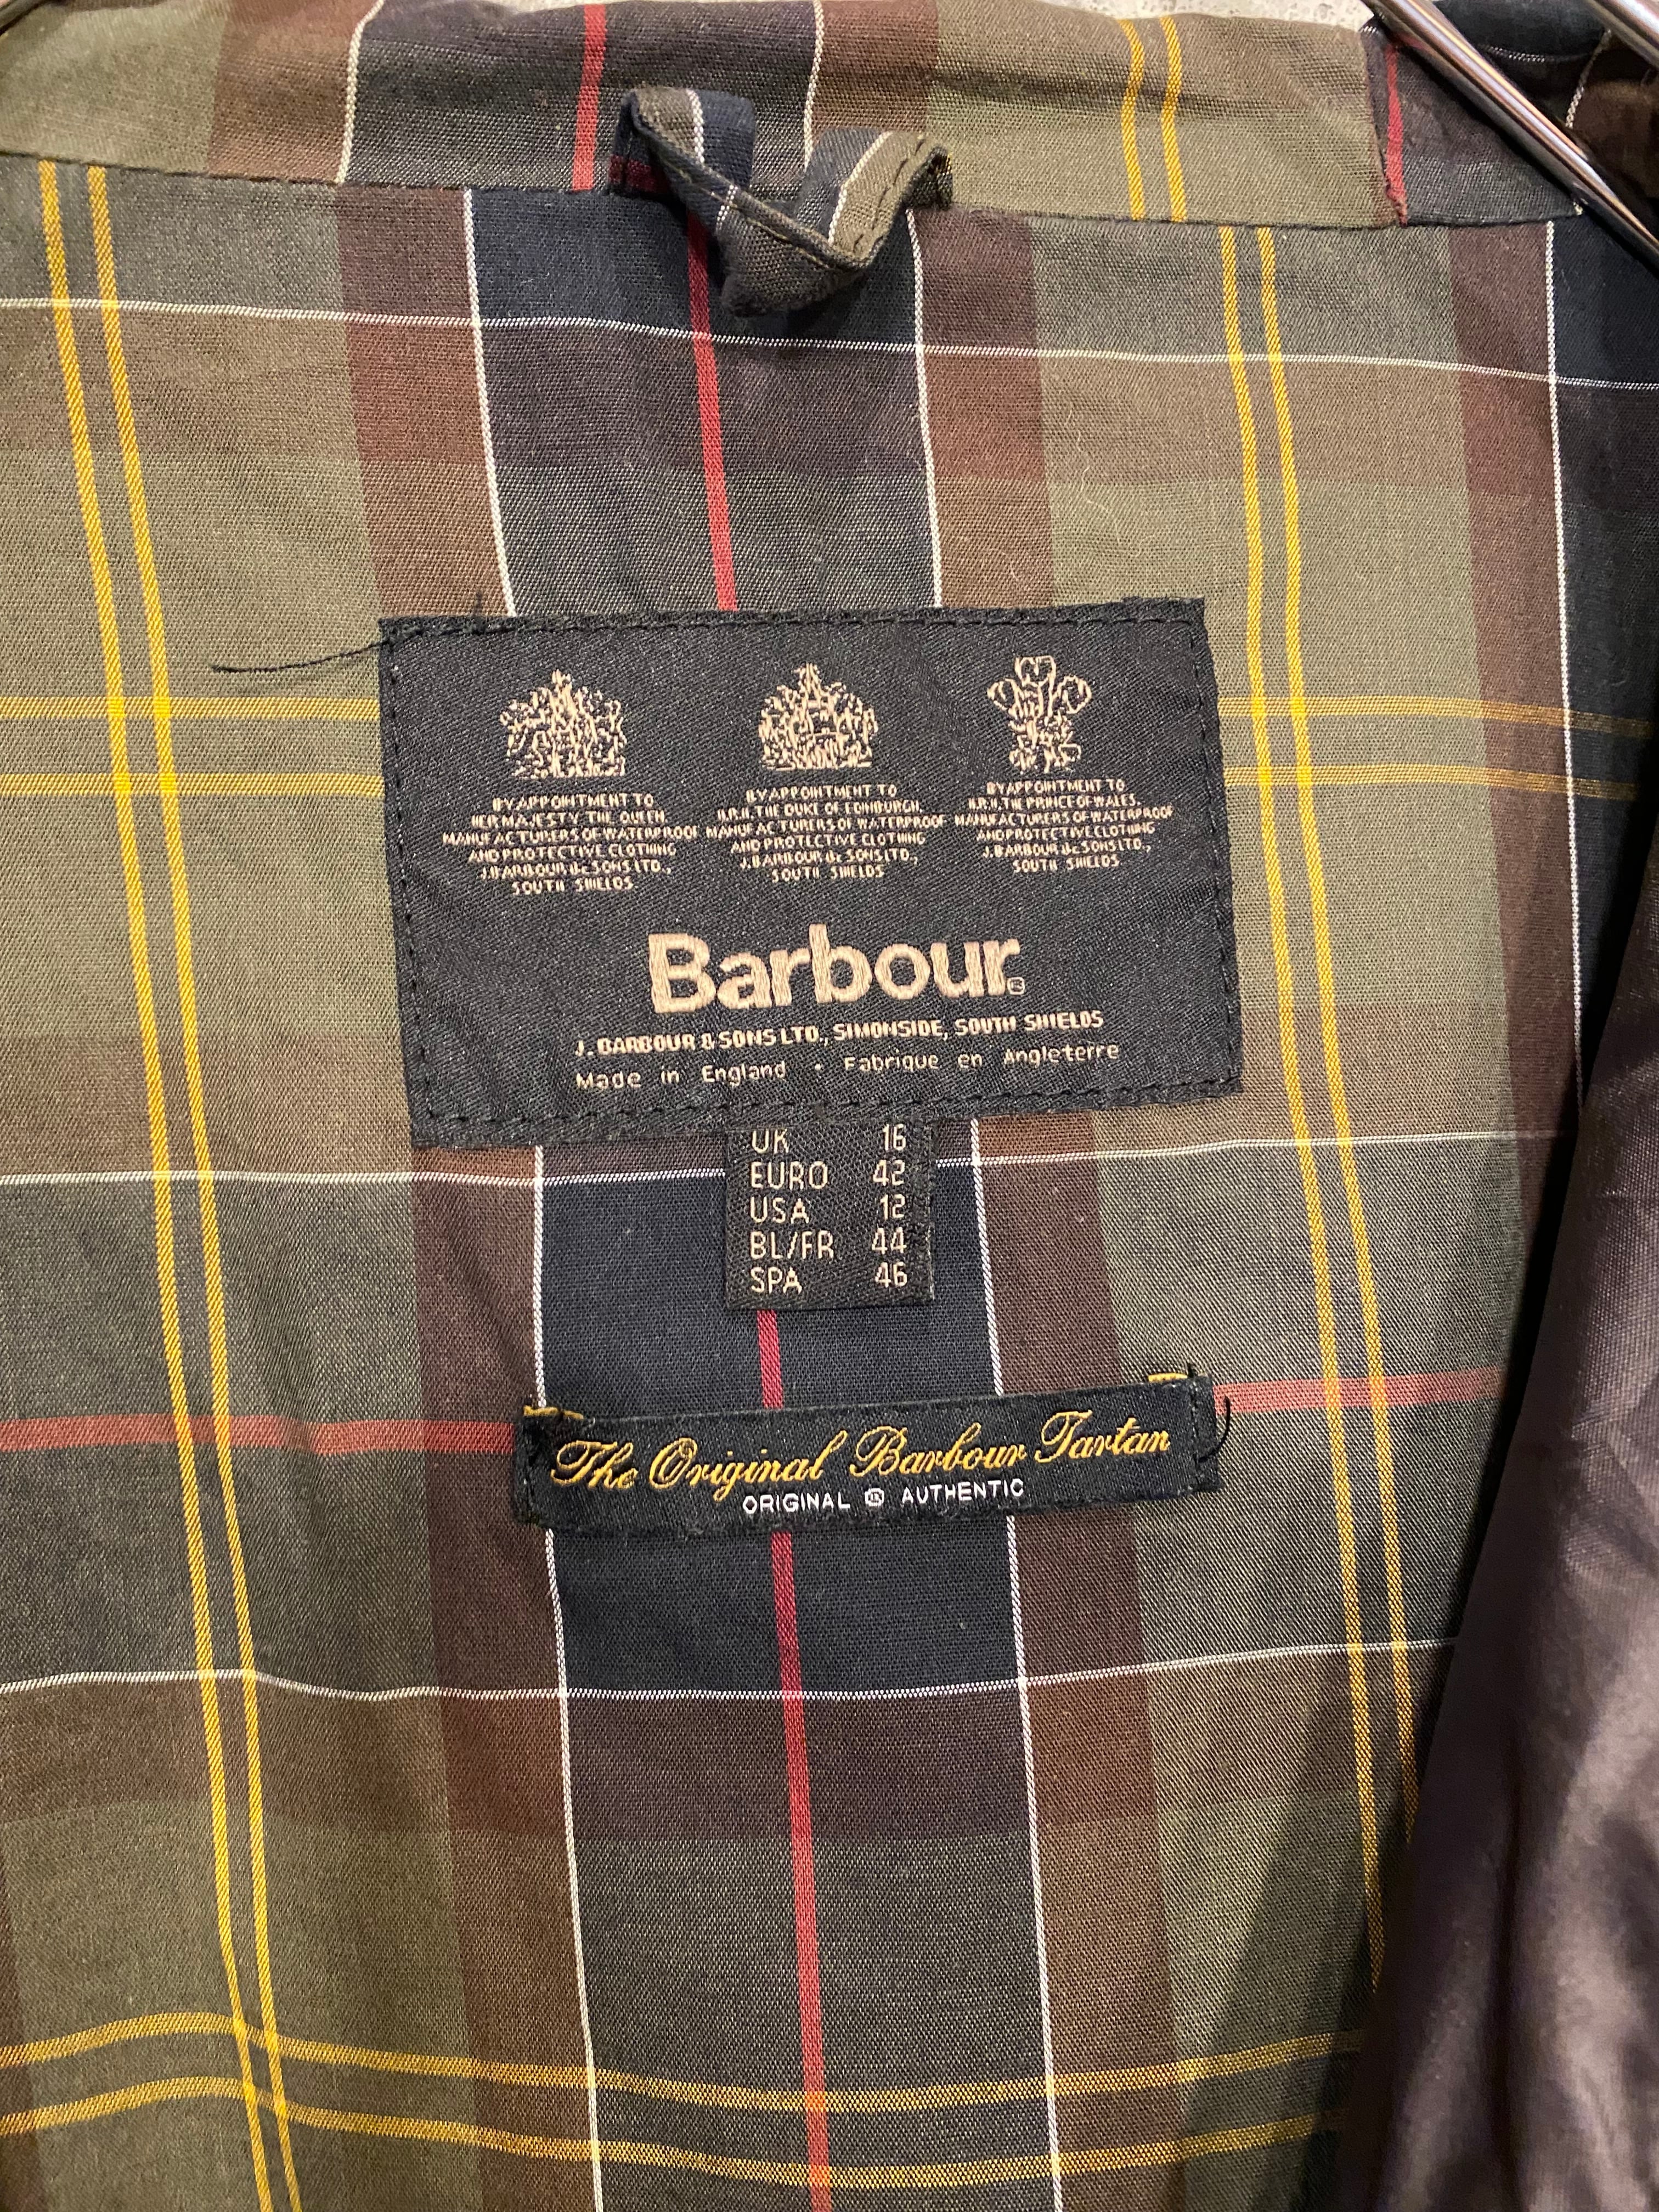 BY APPOINTMENT TO
HER MAJESTY THE QUEEN
MANUFACTURERS OF WATERPROOF
AND PROTECTIVE CLOTHING
J. BARBOUR & SONS LTD.,
SOUTH SHIELDS
BY APPOINTMENT TO
H.R.H. THE DUKE OF EDINBURGH,
MANUFACTURERS OF WATERPROOF
AND PROTECTIVE CLOTHING
J. BARBOUR & SONS LTD.,
SOUTH SHIELDS
BY APPOINTMENT TO
H.R.H. THE PRINCE OF WALES,
MANUFACTURERS OF WATERPROOF
AND PROTECTIVE CLOTHING
J. BARBOUR & SONS LTD.,
SOUTH SHIELDS
Barbour®
J. BARBOUR & SONS LTD., SIMONSIDE, SOUTH SHIELDS
Made in England • Fabrique en Angleterre
UK 16
EURO 42
USA 12
BL/FR 44
SPA 46
The Original Barbour Tartan
ORIGINAL ® AUTHENTIC